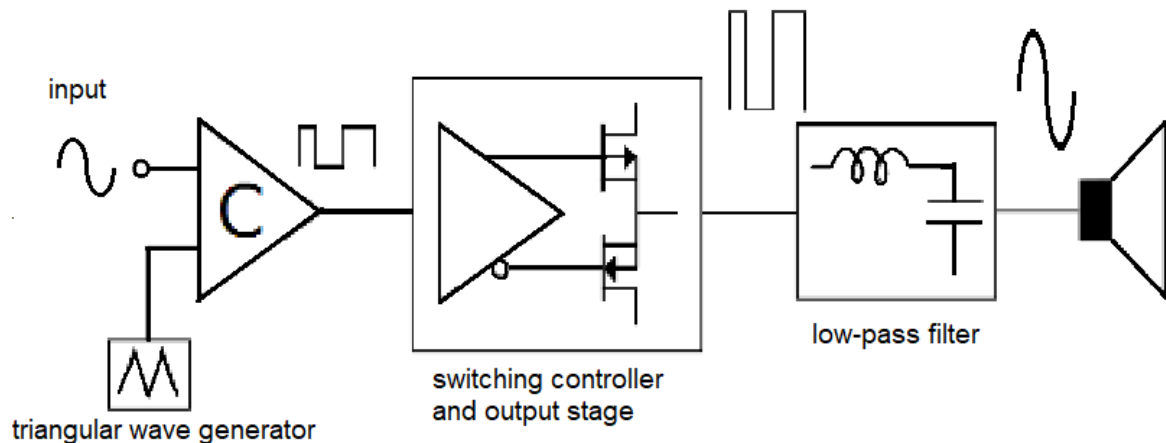 input
C
triangular wave generator
switching controller
and output stage
low-pass filter